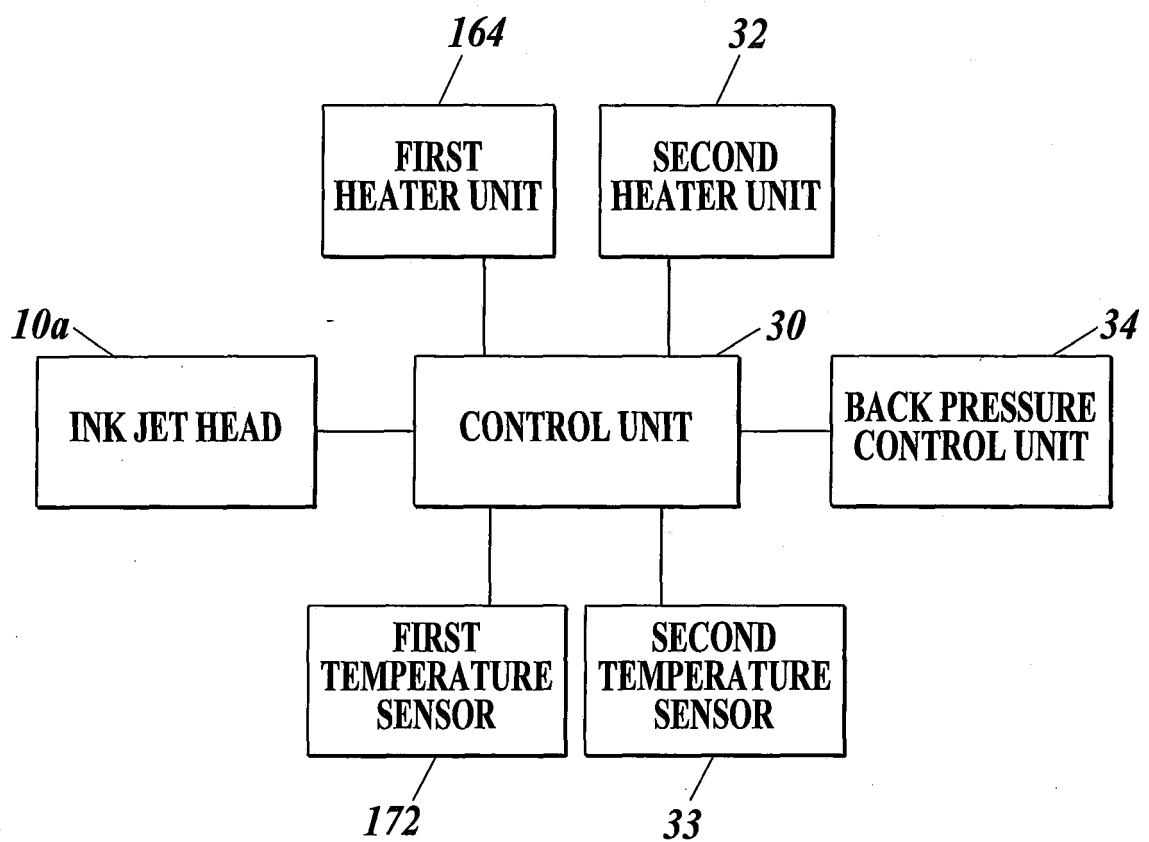 164
32
FIRST
HEATER UNIT
SECOND
HEATER UNIT
10a
30
34
INK JET HEAD
CONTROL UNIT
BACK PRESSURE
CONTROL UNIT
FIRST
TEMPERATURE
SENSOR
SECOND
TEMPERATURE
SENSOR
172
33